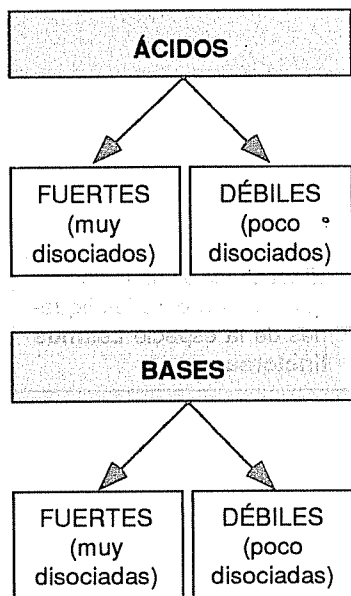 ÁCIDOS
FUERTES
(muy
disociados)
DÉBILES
(poco
disociados)
BASES
FUERTES
(muy
disociadas)
DÉBILES
(poco
disociadas)